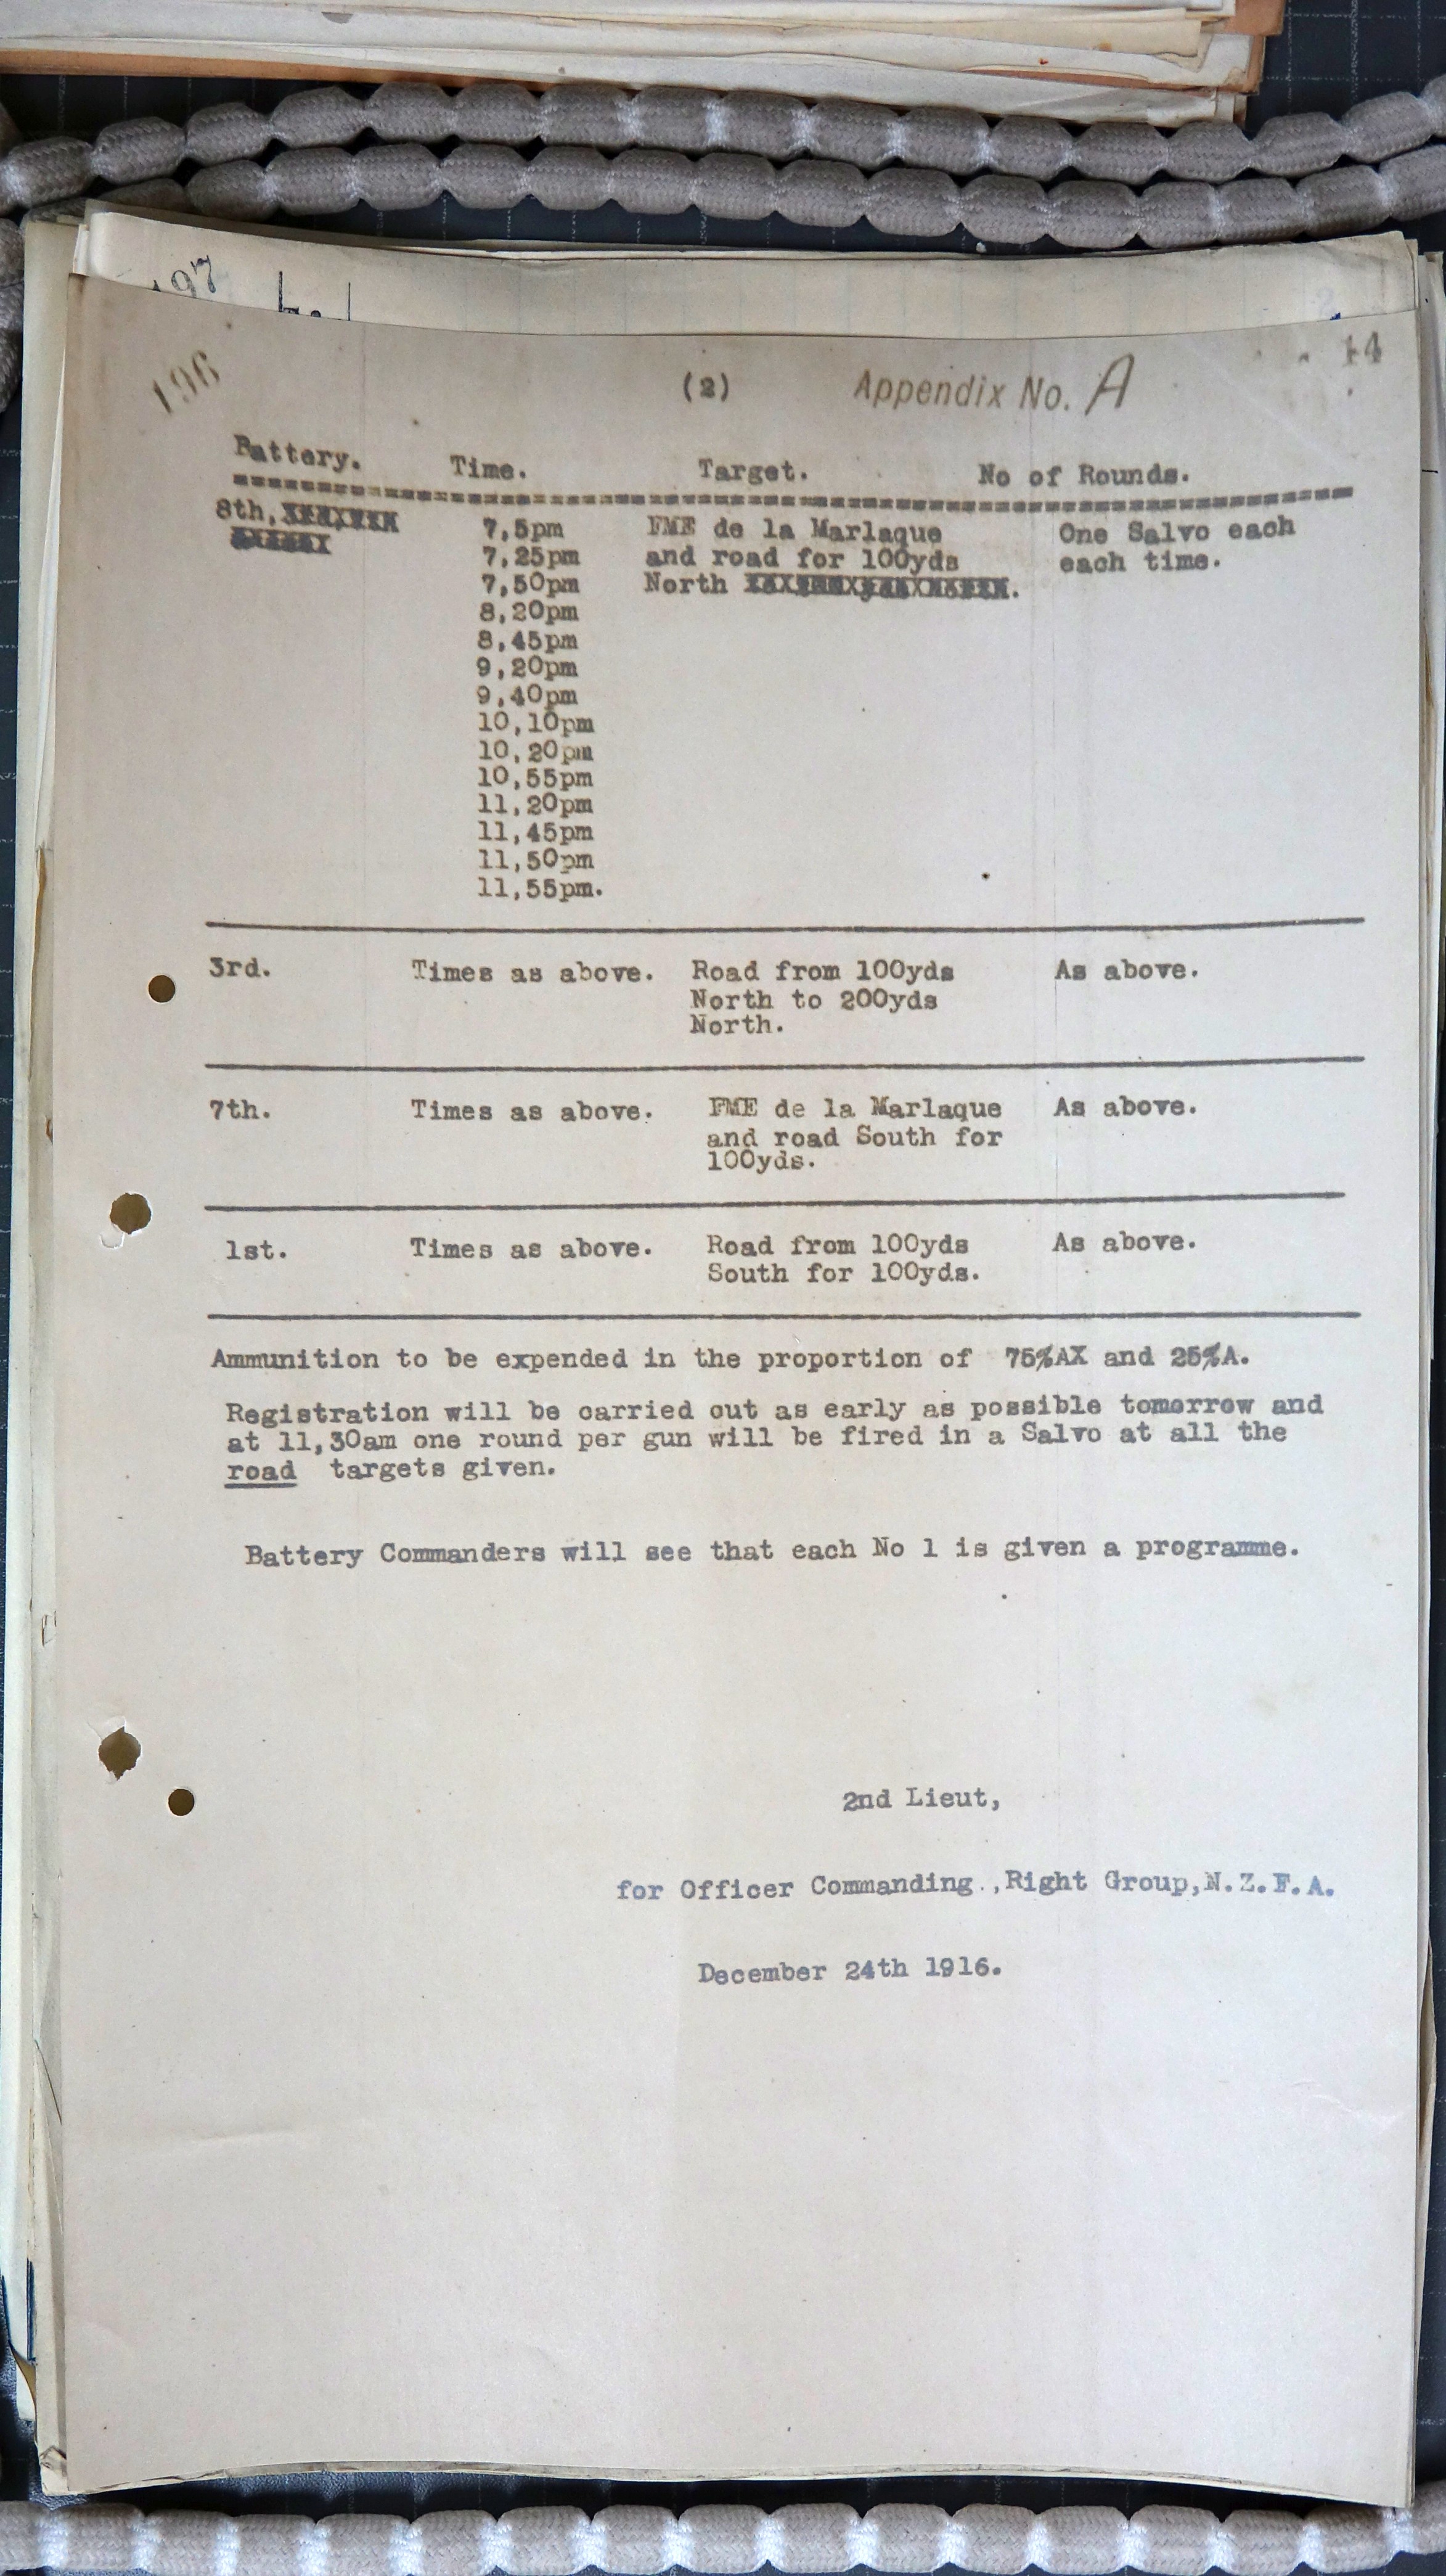 197
196
(2) Appendix No. A 14
Battery. Time. Target. No of Rounds.
8th, 7,5pm FME de la Marlaque One Salvo each
7,25pm and road for 100yds each time.
7,50pm North
8,20pm
8,45pm
9,20pm
9,40pm
10,10pm
10,20pm
10,55pm
11,20pm
11,45pm
11,50pm
11,55pm.
3rd. Times as above. Road from 100yds As above.
North to 200yds
North.
7th. Times as above. FME de la Marlaque As above.
and road South for
100yds.
1st. Times as above. Road from 100yds As above.
South for 100yds.
Ammunition to be expended in the proportion of 75%AX and 25%A.
Registration will be carried out as early as possible tomorrow and
at 11,30am one round per gun will be fired in a Salvo at all the
road targets given.
Battery Commanders will see that each No 1 is given a programme.
2nd Lieut,
for Officer Commanding.,Right Group,N.Z.F.A.
December 24th 1916.